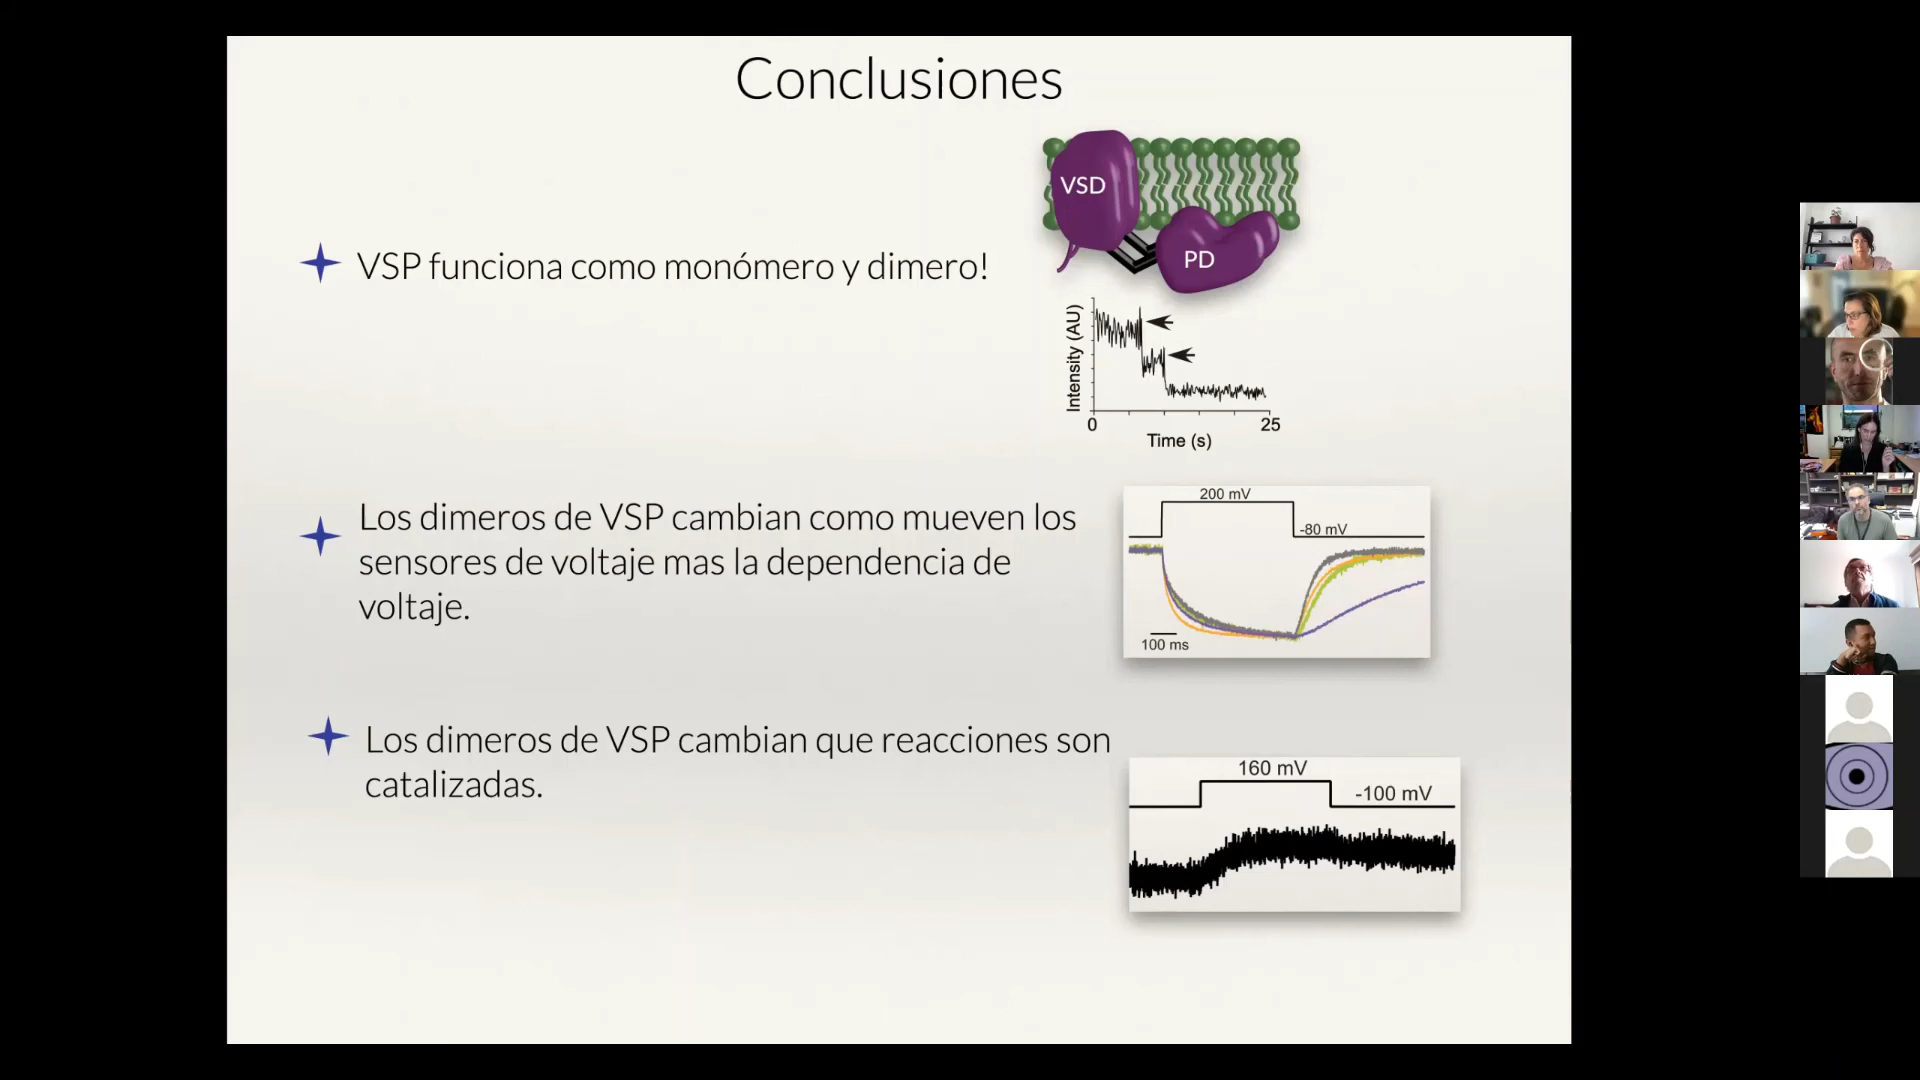 Conclusiones
VSD
VSP funciona como monómero y dimero!
PD
Intensity (AU)
0
25
Time (s)
Los dimeros de VSP cambian como mueven los
sensores de voltaje mas la dependencia de
voltaje.
200 mV
-80 mV
100 ms
Los dimeros de VSP cambian que reacciones son
catalizadas.
160 mV
-100 mV